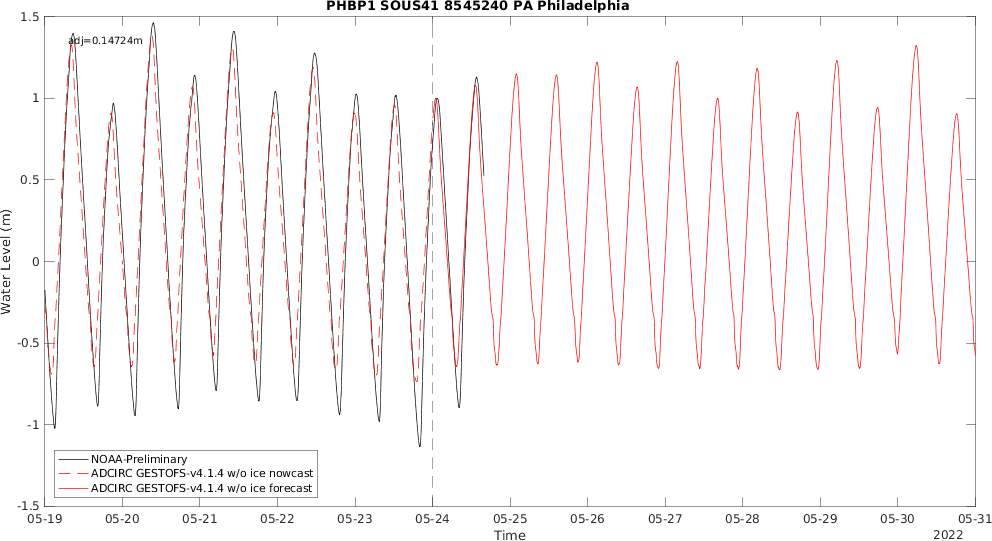 PHBP1 SOUS41 8545240 PA Philadelphia
adj=0.14724m
1.5
1
0.5
0
-0.5
-1
-1.5
Water Level (m)
NOAA-Preliminary
ADCIRC GESTOFS-v4.1.4 w/o ice nowcast
ADCIRC GESTOFS-v4.1.4 w/o ice forecast
05-19 05-20 05-21 05-22 05-23 05-24 05-25 05-26 05-27 05-28 05-29 05-30 05-31
Time
2022